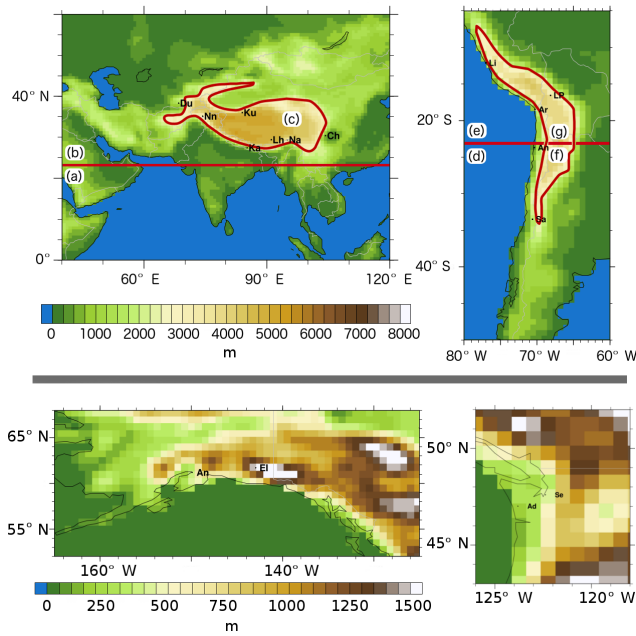 Du
Nn
Ku
(c)
Ch
Lh
Na
Ka
(b)
(a)
40° N
0°
60° E
90° E
120° E
0 1000 2000 3000 4000 5000 6000 7000 8000
m
Li
LP
Ar
(e)
(g)
(d)
An
(f)
Sa
20° S
40° S
80° W
70° W
60° W
65° N
55° N
An
El
160° W
140° W
0 250 500 750 1000 1250 1500
m
50° N
45° N
Se
Ad
125° W
120° W